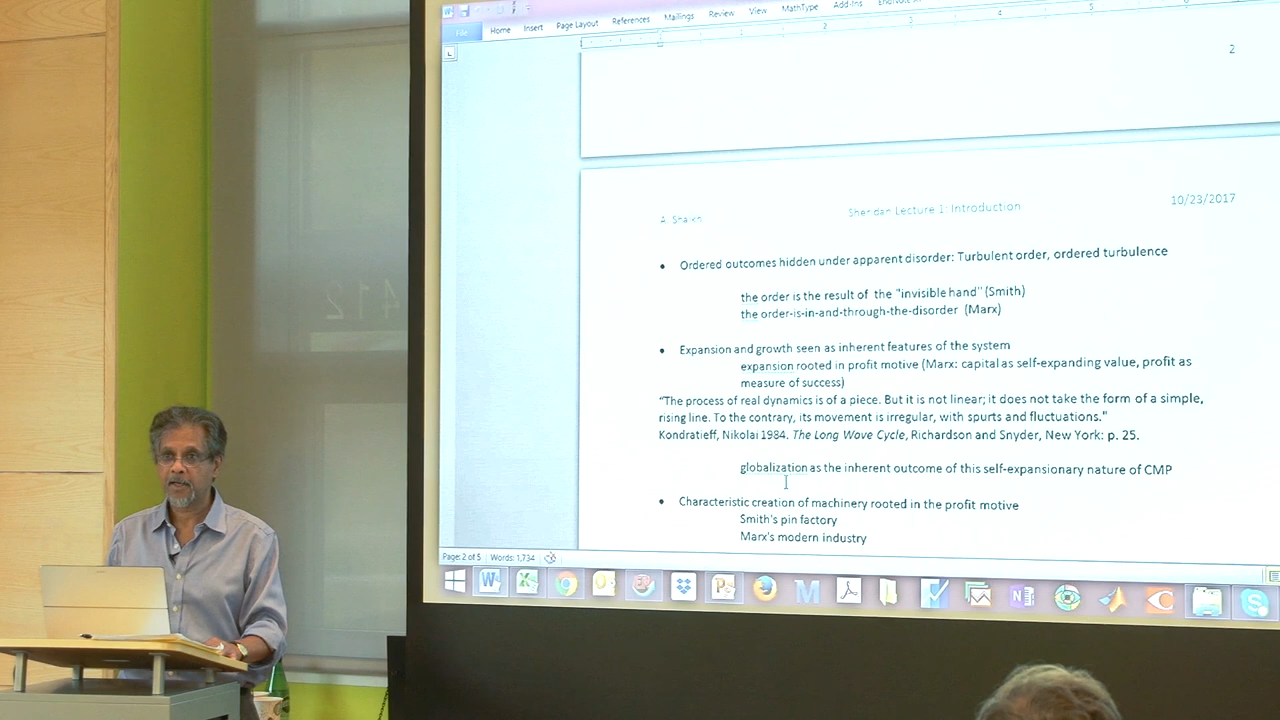 File Home Insert Page Layout References Mailings Review View MathType Add-Ins
2
A. Shaikh Sheridan Lecture 1: Introduction 10/23/2017
• Ordered outcomes hidden under apparent disorder: Turbulent order, ordered turbulence
the order is the result of the "invisible hand" (Smith)
the order-is-in-and-through-the-disorder (Marx)
• Expansion and growth seen as inherent features of the system
expansion rooted in profit motive (Marx: capital as self-expanding value, profit as
measure of success)
“The process of real dynamics is of a piece. But it is not linear; it does not take the form of a simple,
rising line. To the contrary, its movement is irregular, with spurts and fluctuations."
Kondratieff, Nikolai 1984. The Long Wave Cycle, Richardson and Snyder, New York: p. 25.
globalization as the inherent outcome of this self-expansionary nature of CMP
• Characteristic creation of machinery rooted in the profit motive
Smith's pin factory
Marx's modern industry
Page: 2 of 5 Words: 1,734
412